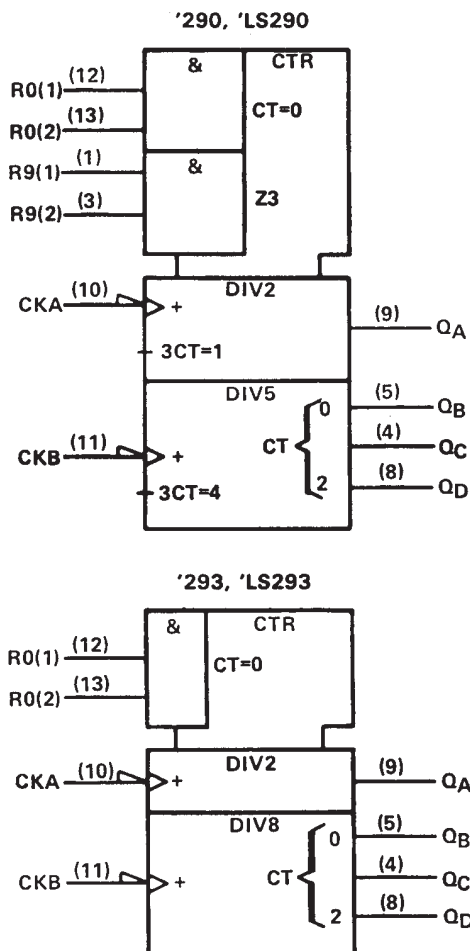 '290, 'LS290
& CTR
R0(1) (12)
CT=0
R0(2) (13)
R9(1) (1)
&
R9(2) (3)
Z3
CKA (10) + DIV2
(9) QA
3CT=1
DIV5
0 (5) QB
CKB (11) + CT (4) QC
2 (8) QD
3CT=4
'293, 'LS293
& CTR
R0(1) (12)
CT=0
R0(2) (13)
DIV2
CKA (10) + (9) QA
DIV8
0 (5) QB
CKB (11) + CT (4) QC
2 (8) QD